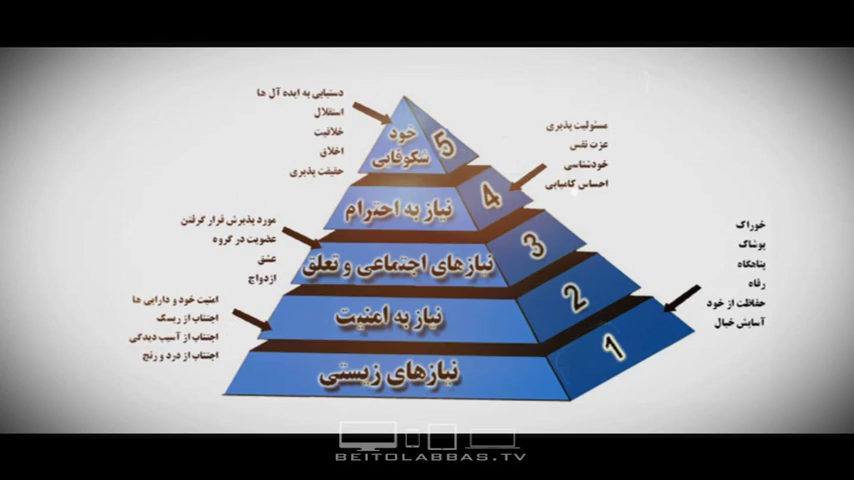 دستیابی به ایده آل ها
استقلال
خلاقیت
اخلاق
حقیقت پذیری
خود
شکوفایی
5
مسئولیت پذیری
عزت نفس
خودشناسی
احساس کامیابی
نیاز به احترام
4
مورد پذیرش قرار گرفتن
عضویت در گروه
عشق
ازدواج
نیازهای اجتماعی و تعلق
3
خوراک
پوشاک
پناهگاه
رفاه
حفاظت از خود
آسایش خیال
امنیت خود و دارایی ها
اجتناب از ریسک
اجتناب از آسیب دیدگی
اجتناب از درد و رنج
نیاز به امنیت
2
نیازهای زیستی
1
BEITOLABBAS.TV